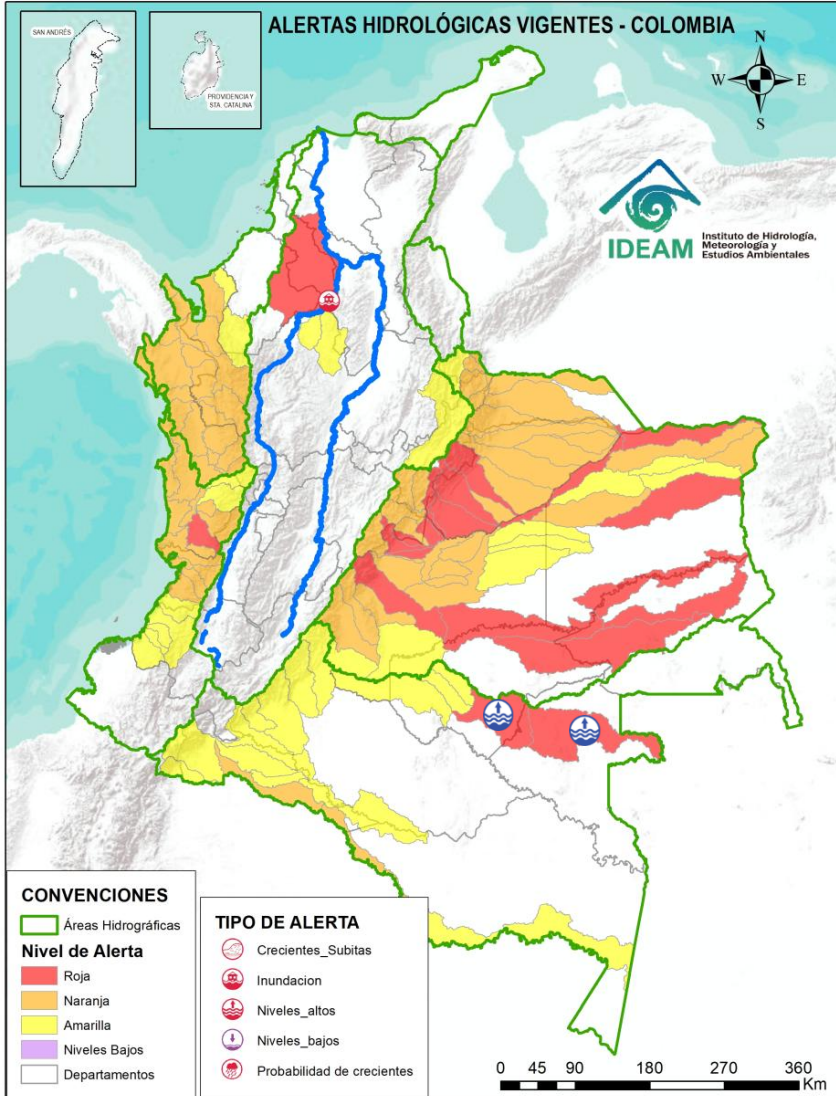 ALERTAS HIDROLÓGICAS VIGENTES - COLOMBIA
SAN ANDRÉS
PROVIDENCIA Y
STA. CATALINA
N
W E
S
IDEAM
Instituto de Hidrología,
Meteorología y
Estudios Ambientales
CONVENCIONES
Áreas Hidrográficas
Nivel de Alerta
Roja
Naranja
Amarilla
Niveles Bajos
Departamentos
TIPO DE ALERTA
Crecientes_Subitas
Inundacion
Niveles_altos
Niveles_bajos
Probabilidad de crecientes
0 45 90 180 270 360
Km